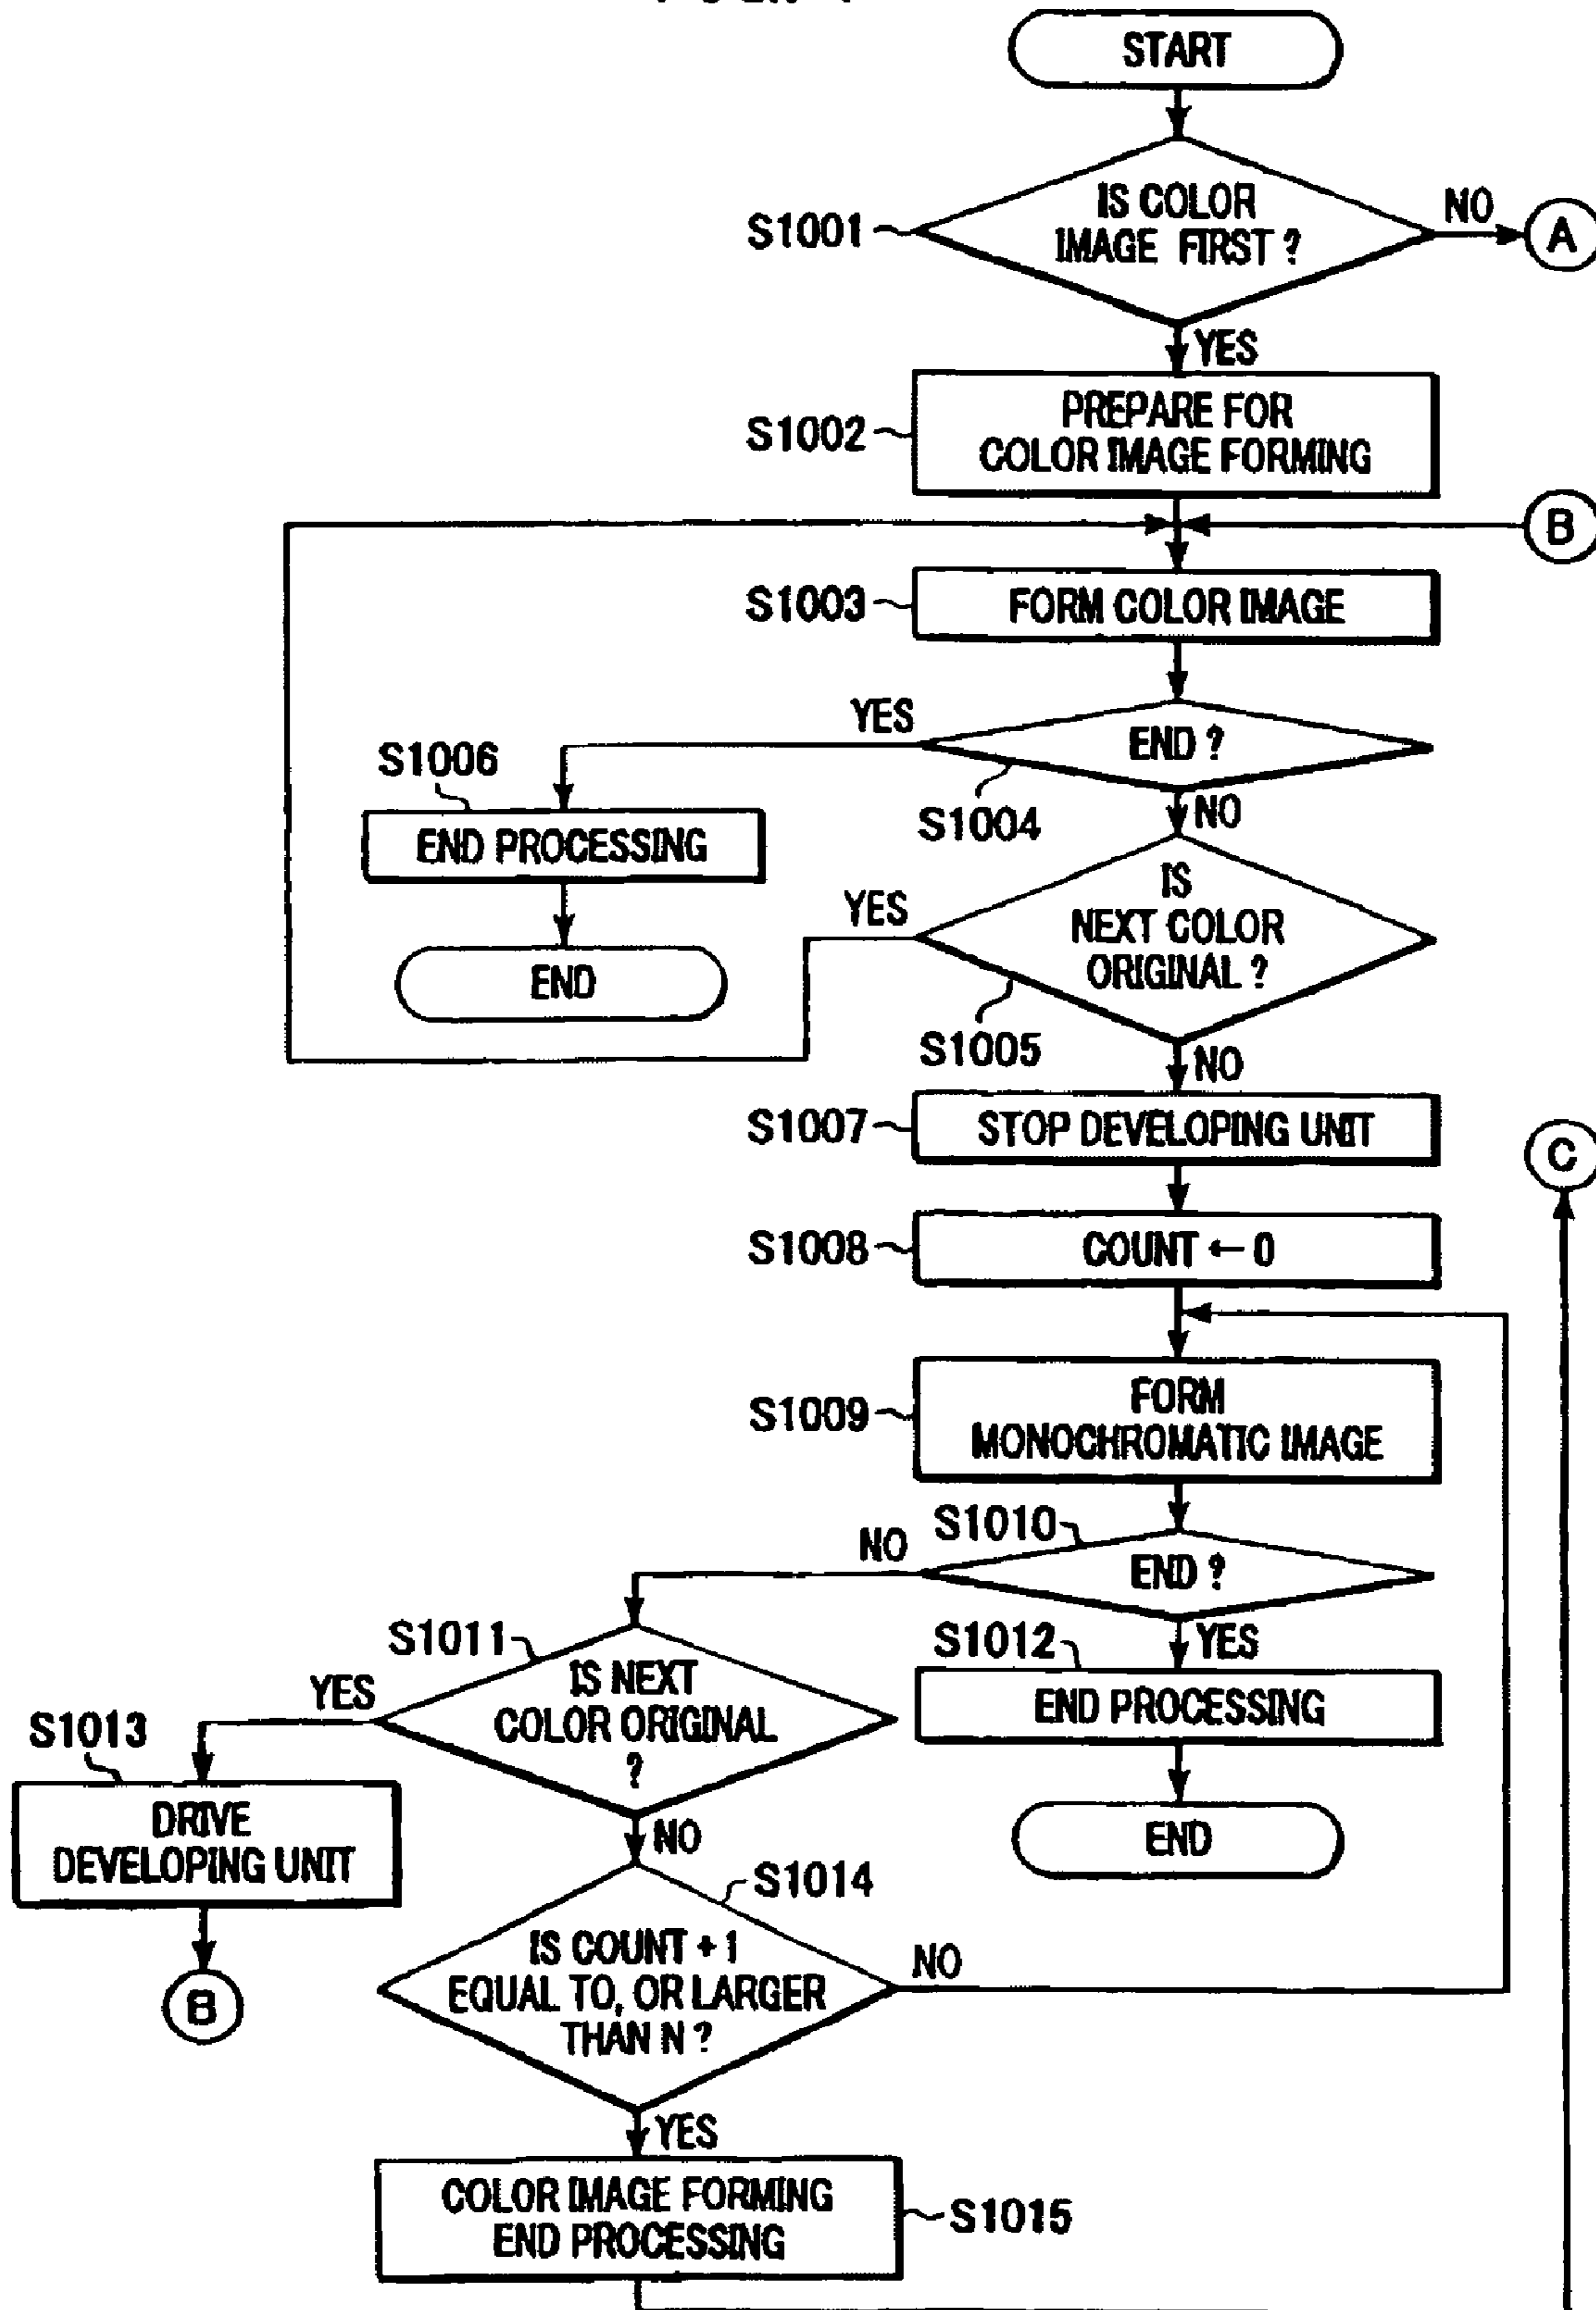 START
IS COLOR
IMAGE FIRST ?
S1001
NO
A
YES
PREPARE FOR
COLOR IMAGE FORMING
S1002
B
FORM COLOR IMAGE
S1003
YES
END ?
S1004
NO
S1006
END PROCESSING
END
YES
IS
NEXT COLOR
ORIGINAL ?
S1005
NO
STOP DEVELOPING UNIT
S1007
C
COUNT ← 0
S1008
FORM
MONOCHROMATIC IMAGE
S1009
S1010
NO
END ?
S1011
S1012
YES
IS NEXT
COLOR ORIGINAL
?
YES
END PROCESSING
END
S1013
DRIVE
DEVELOPING UNIT
B
NO
S1014
IS COUNT + 1
EQUAL TO, OR LARGER
THAN N ?
NO
YES
COLOR IMAGE FORMING
END PROCESSING
S1015